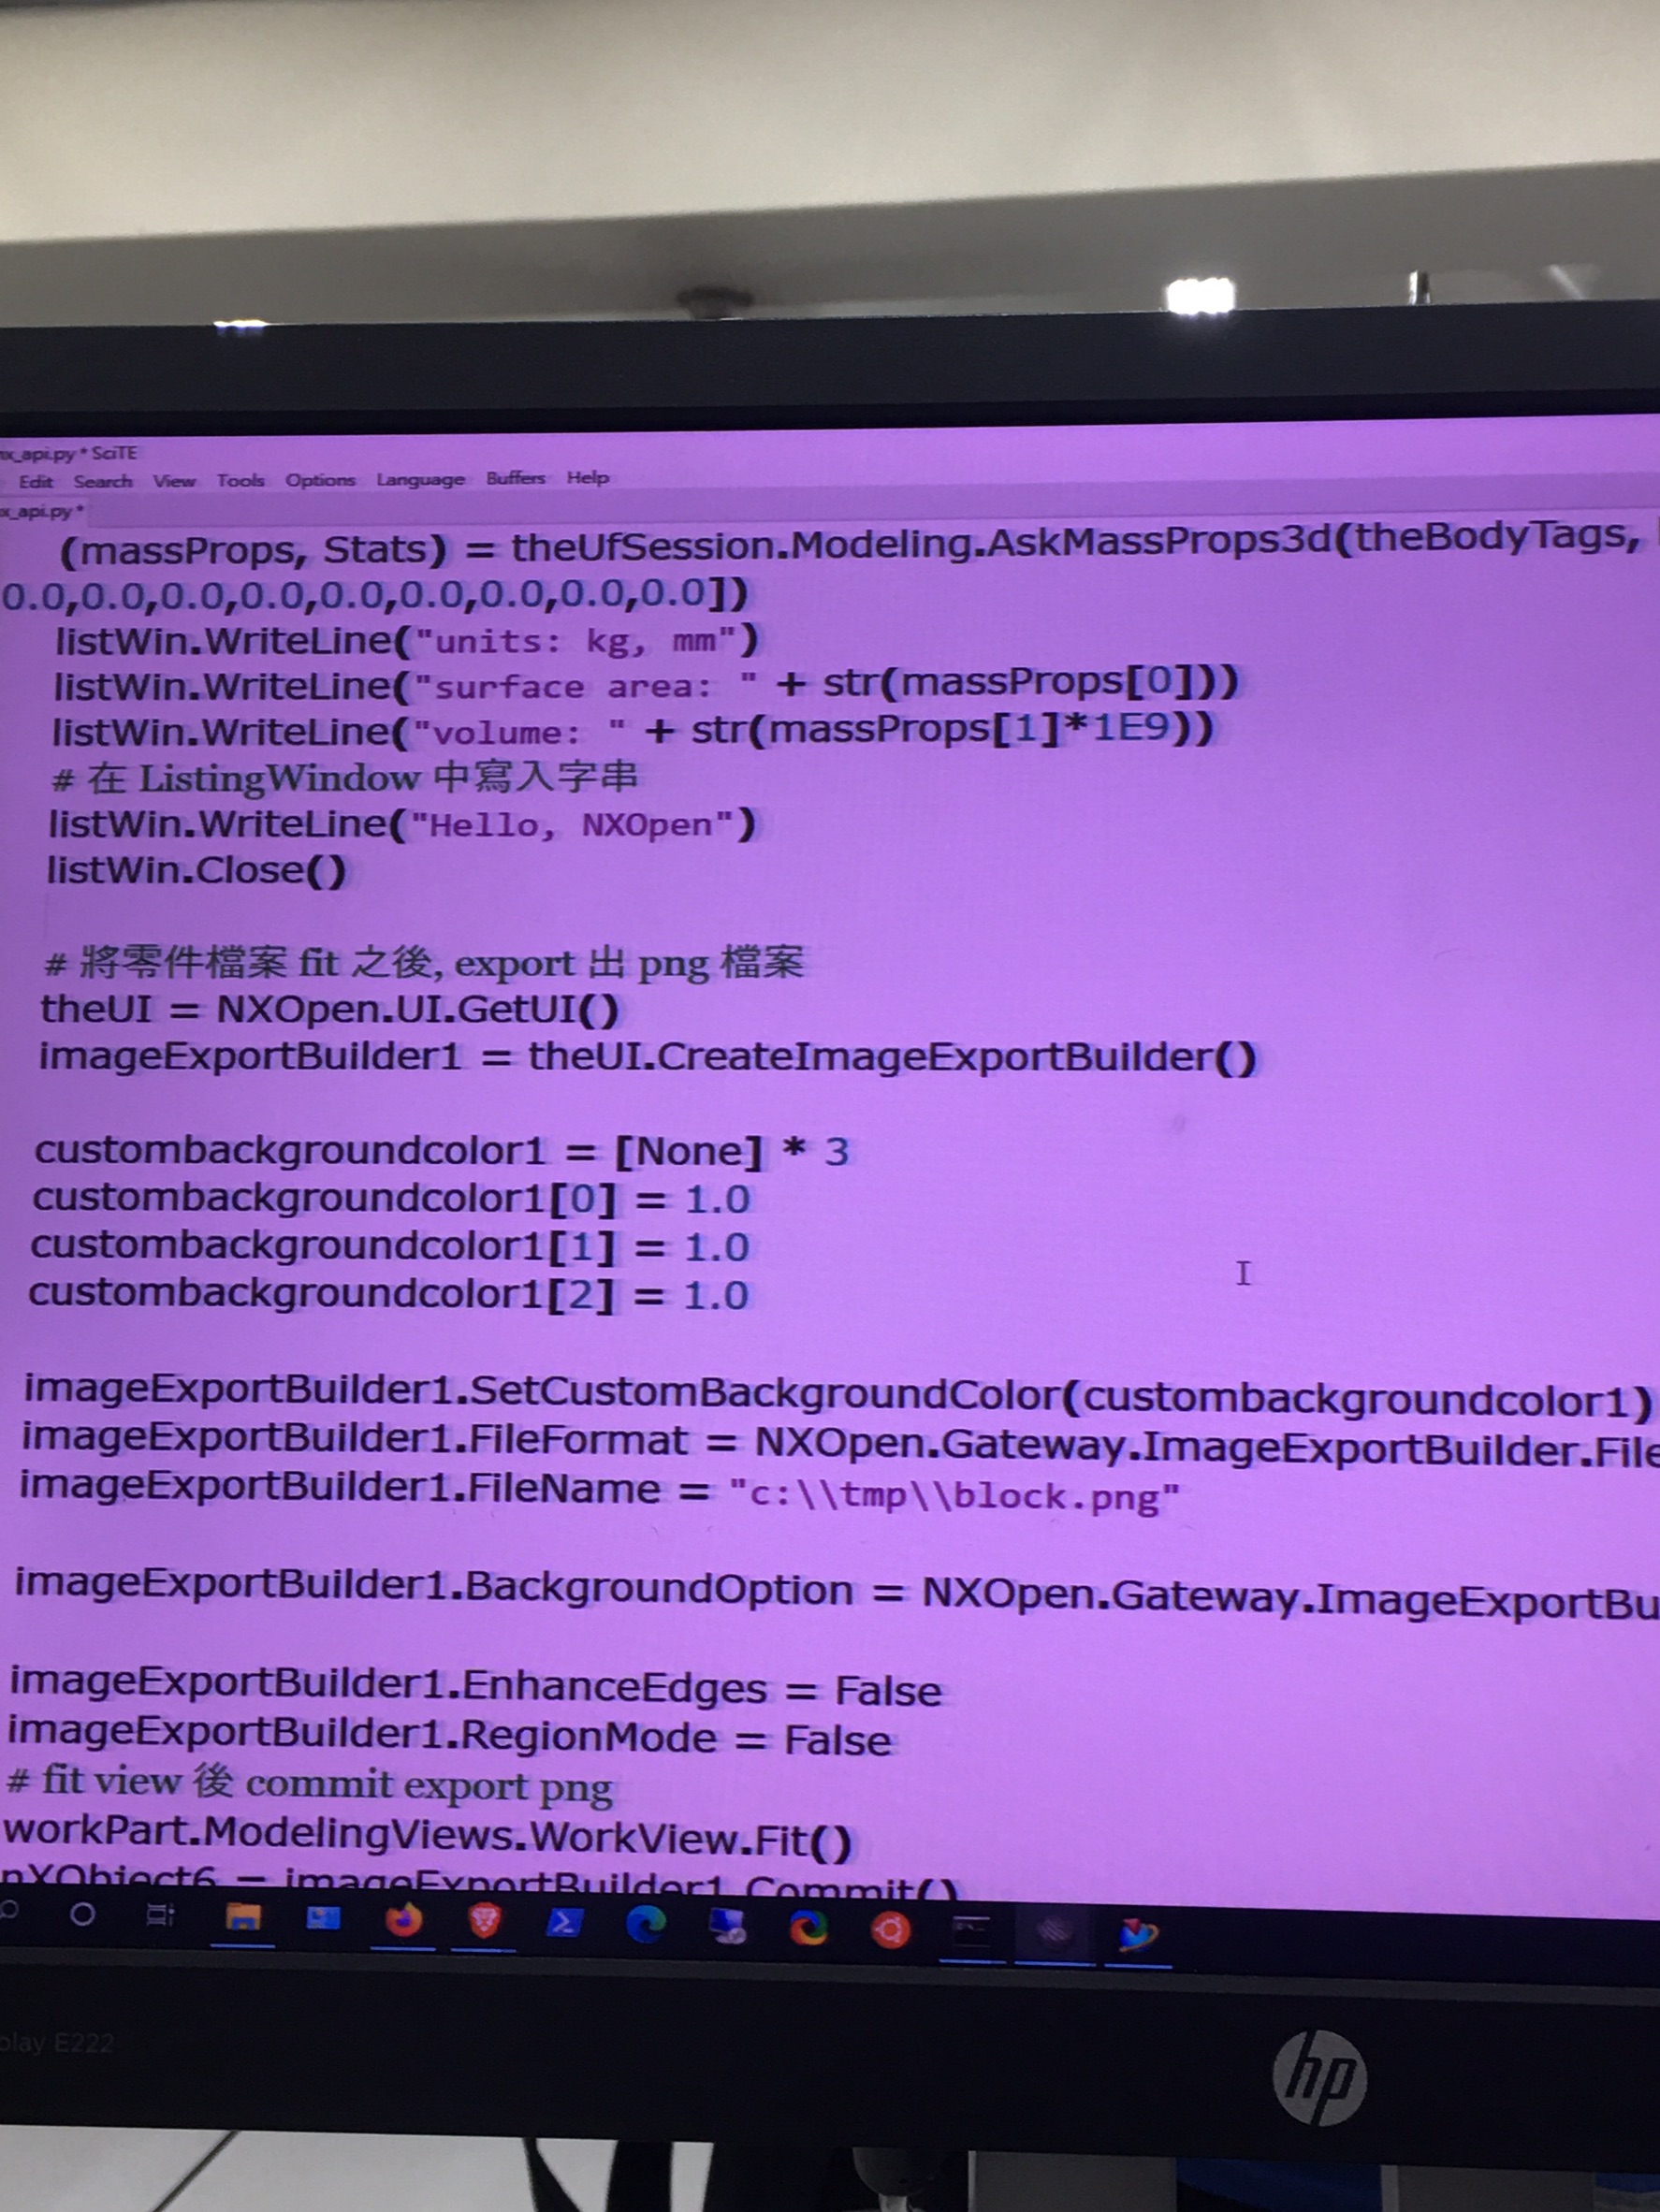 nx_api.py * SciTE
Edit Search View Tools Options Language Buffers Help
x_api.py *
(massProps, Stats) = theUfSession.Modeling.AskMassProps3d(theBodyTags,
0.0,0.0,0.0,0.0,0.0,0.0,0.0,0.0,0.0])
listWin.WriteLine("units: kg, mm")
listWin.WriteLine("surface area: " + str(massProps[0]))
listWin.WriteLine("volume: " + str(massProps[1]*1E9))
# 在 ListingWindow 中寫入字串
listWin.WriteLine("Hello, NXOpen")
listWin.Close()
# 將零件檔案 fit 之後, export 出 png 檔案
theUI = NXOpen.UI.GetUI()
imageExportBuilder1 = theUI.CreateImageExportBuilder()
custombackgroundcolor1 = [None] * 3
custombackgroundcolor1[0] = 1.0
custombackgroundcolor1[1] = 1.0
custombackgroundcolor1[2] = 1.0
imageExportBuilder1.SetCustomBackgroundColor(custombackgroundcolor1)
imageExportBuilder1.FileFormat = NXOpen.Gateway.ImageExportBuilder.File
imageExportBuilder1.FileName = "c:\\tmp\\block.png"
imageExportBuilder1.BackgroundOption = NXOpen.Gateway.ImageExportBu
imageExportBuilder1.EnhanceEdges = False
imageExportBuilder1.RegionMode = False
# fit view 後 commit export png
workPart.ModelingViews.WorkView.Fit()
nXObject6 = imageExportBuilder1.Commit()
play E222
hp